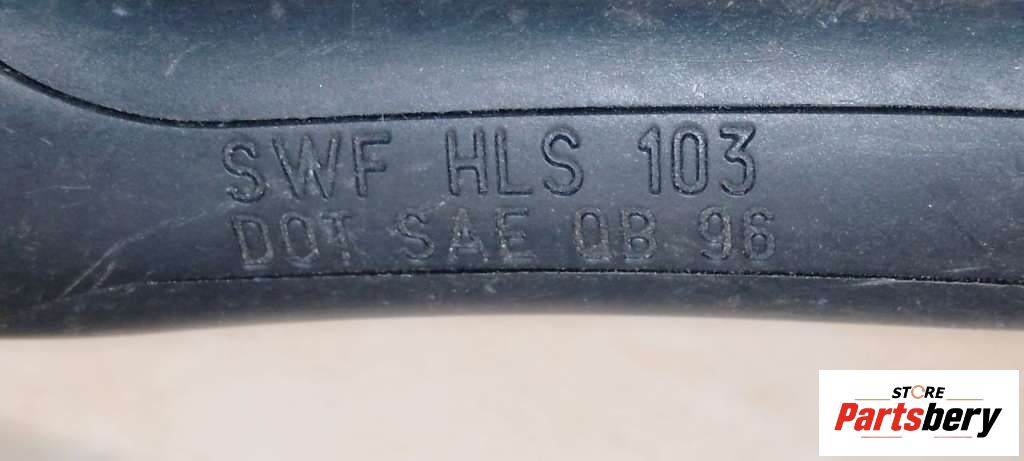 SWF HLS 103
DOT SAE QB 96
STORE
Partsbery